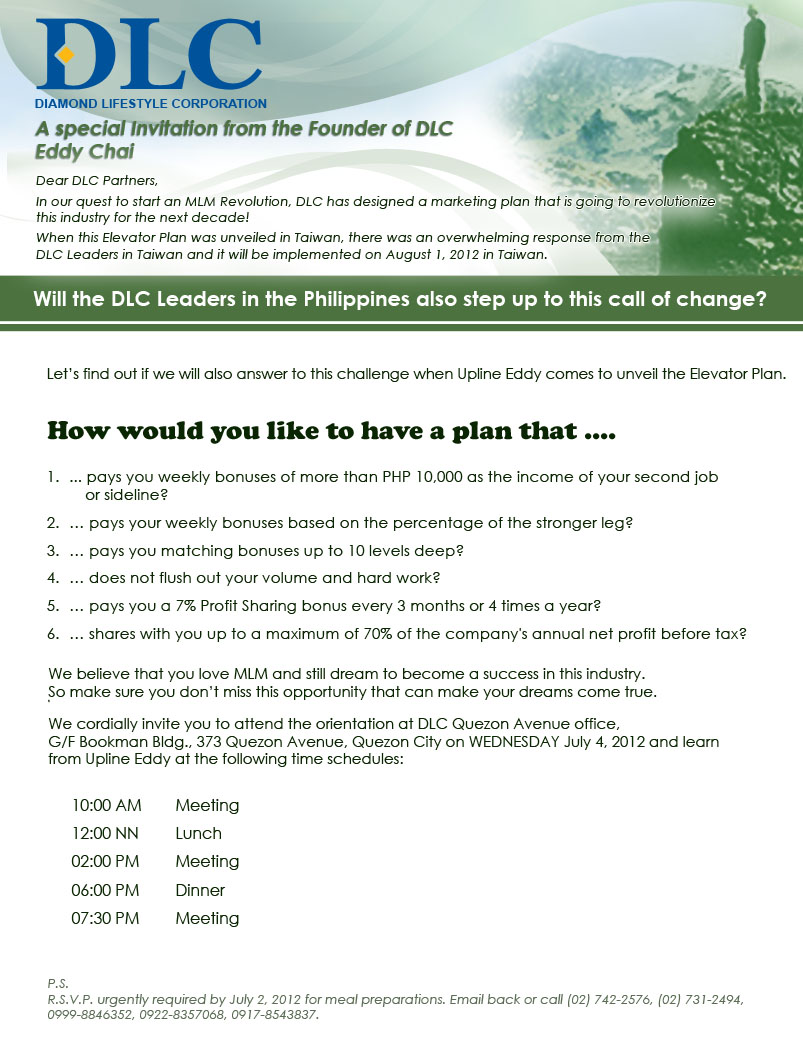 DLC
DIAMOND LIFESTYLE CORPORATION
A special Invitation from the Founder of DLC
Eddy Chai
Dear DLC Partners,
In our quest to start an MLM Revolution, DLC has designed a marketing plan that is going to revolutionize
this industry for the next decade!
When this Elevator Plan was unveiled in Taiwan, there was an overwhelming response from the
DLC Leaders in Taiwan and it will be implemented on August 1, 2012 in Taiwan.
Will the DLC Leaders in the Philippines also step up to this call of change?
Let’s find out if we will also answer to this challenge when Upline Eddy comes to unveil the Elevator Plan.
How would you like to have a plan that ....
1. ... pays you weekly bonuses of more than PHP 10,000 as the income of your second job
or sideline?
2. … pays your weekly bonuses based on the percentage of the stronger leg?
3. … pays you matching bonuses up to 10 levels deep?
4. … does not flush out your volume and hard work?
5. … pays you a 7% Profit Sharing bonus every 3 months or 4 times a year?
6. … shares with you up to a maximum of 70% of the company's annual net profit before tax?
We believe that you love MLM and still dream to become a success in this industry.
So make sure you don’t miss this opportunity that can make your dreams come true.
We cordially invite you to attend the orientation at DLC Quezon Avenue office,
G/F Bookman Bldg., 373 Quezon Avenue, Quezon City on WEDNESDAY July 4, 2012 and learn
from Upline Eddy at the following time schedules:
10:00 AM Meeting
12:00 NN Lunch
02:00 PM Meeting
06:00 PM Dinner
07:30 PM Meeting
P.S.
R.S.V.P. urgently required by July 2, 2012 for meal preparations. Email back or call (02) 742-2576, (02) 731-2494,
0999-8846352, 0922-8357068, 0917-8543837.